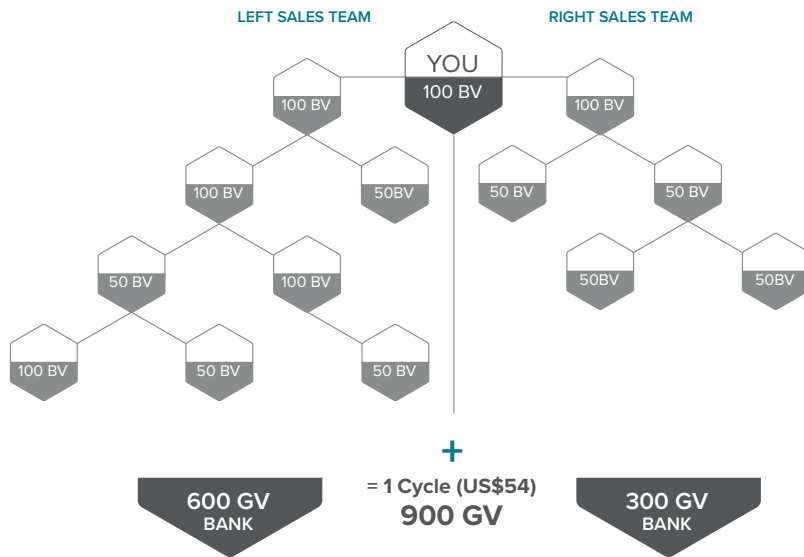 LEFT SALES TEAM
RIGHT SALES TEAM
YOU
100 BV
100 BV
100 BV
100 BV
50BV
50 BV
50 BV
50 BV
100 BV
50BV
50BV
100 BV
50 BV
50 BV
+
600 GV
BANK
= 1 Cycle (US$54)
900 GV
300 GV
BANK